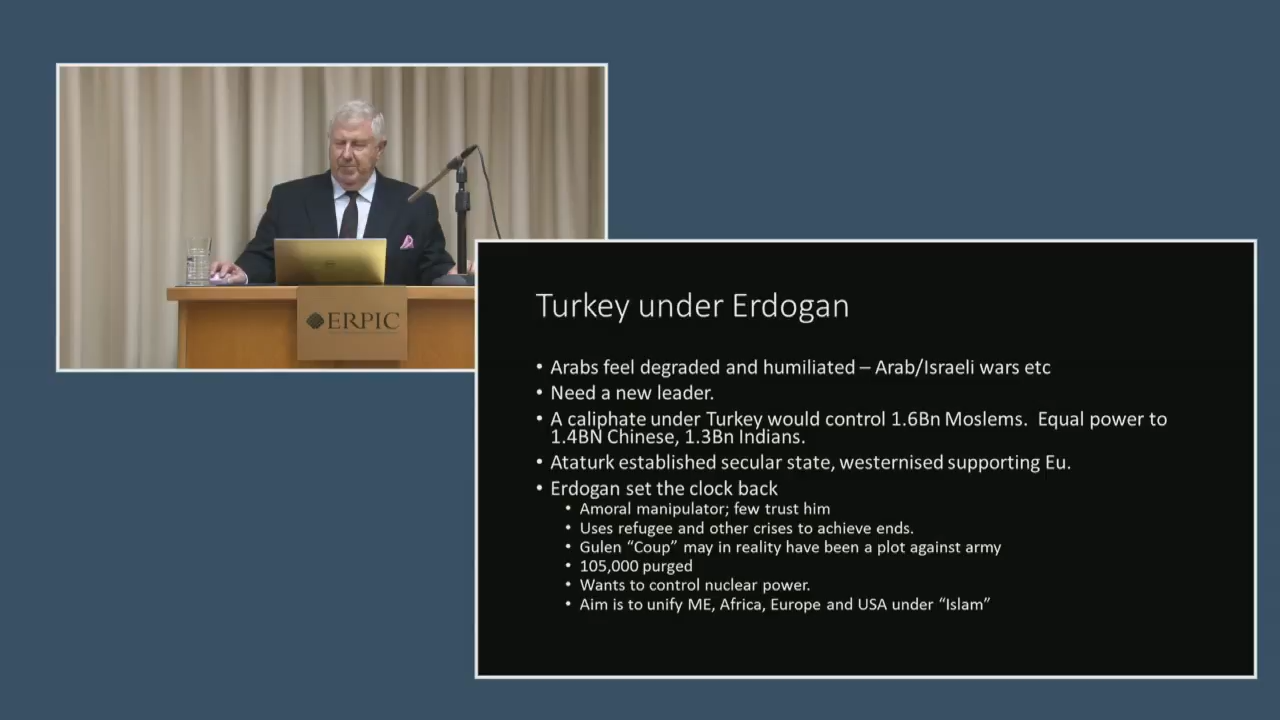 ERPIC
Turkey under Erdogan
• Arabs feel degraded and humiliated – Arab/Israeli wars etc
• Need a new leader.
• A caliphate under Turkey would control 1.6Bn Moslems.  Equal power to
1.4BN Chinese, 1.3Bn Indians.
• Ataturk established secular state, westernised supporting Eu.
• Erdogan set the clock back
• Amoral manipulator; few trust him
• Uses refugee and other crises to achieve ends.
• Gulen “Coup” may in reality have been a plot against army
• 105,000 purged
• Wants to control nuclear power.
• Aim is to unify ME, Africa, Europe and USA under “Islam”